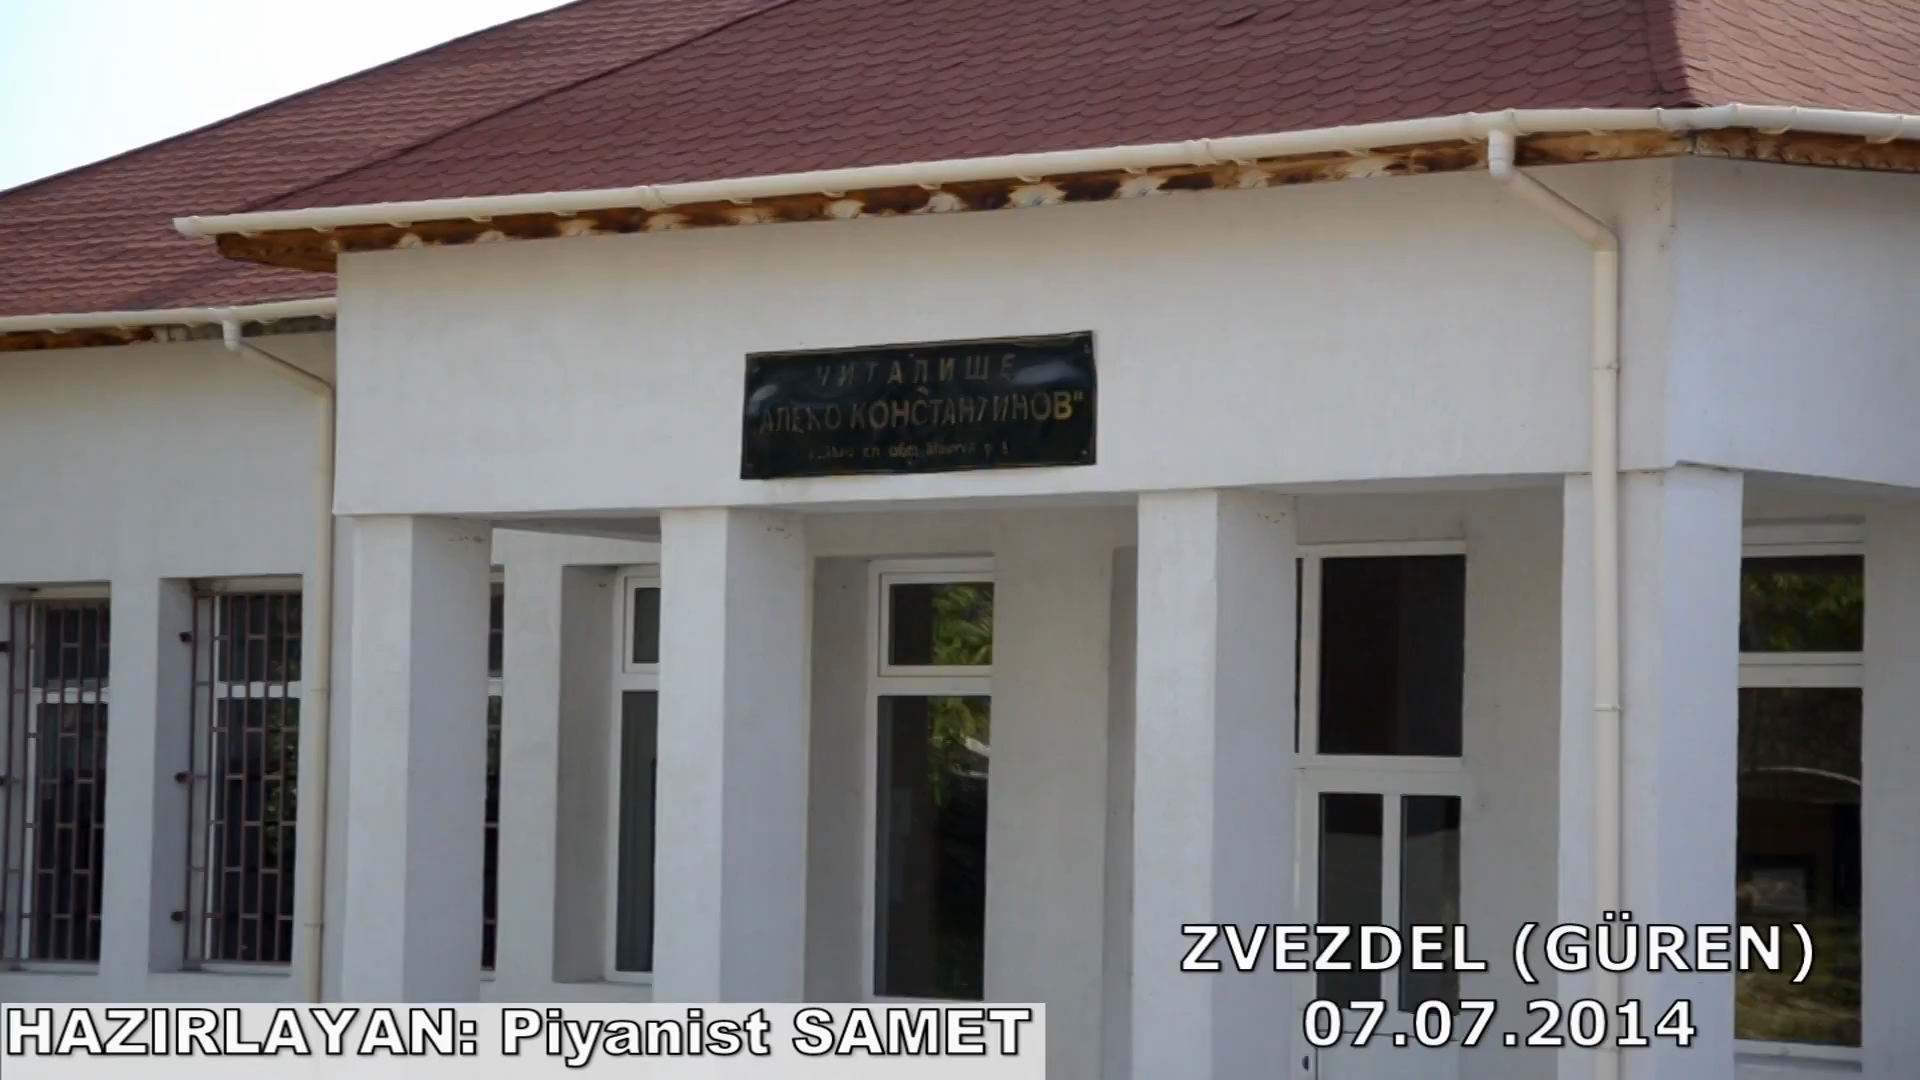 ЧИТАЛИЩЕ
"АЛЕКО КОНСТАНТИНОВ"
ZVEZDEL (GÜREN)
07.07.2014
HAZIRLAYAN: Piyanist SAMET